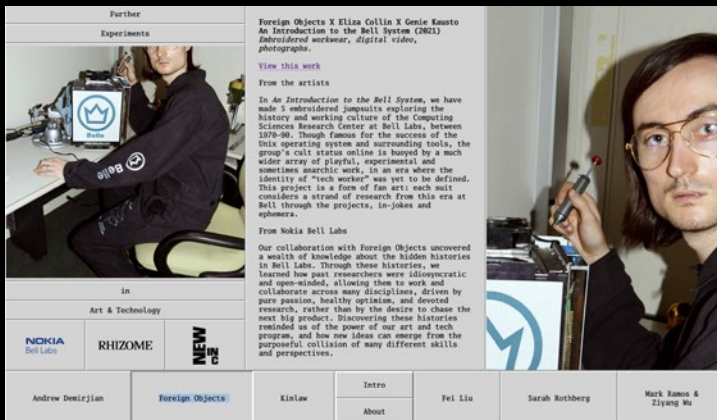 Further
Experiments
Belle
Belle
in
Art & Technology
NOKIA
Bell Labs
RHIZOME
NEW INC
Foreign Objects X Eliza Collin X Genie Kausto
An Introduction to the Bell System (2021)
Embroidered workwear, digital video,
photographs.
View this work
From the artists
In An Introduction to the Bell System, we have
made 5 embroidered jumpsuits exploring the
history and working culture of the Computing
Sciences Research Center at Bell Labs, between
1970-90. Though famous for the success of the
Unix operating system and surrounding tools, the
group's cult status online is buoyed by a much
wider array of playful, experimental and
sometimes anarchic work, in an era where the
identity of “tech worker” was yet to be defined.
This project is a form of fan art: each suit
considers a strand of research from this era at
Bell through the projects, in-jokes and
ephemera.
From Nokia Bell Labs
Our collaboration with Foreign Objects uncovered
a wealth of knowledge about the hidden histories
in Bell Labs. Through these histories, we
learned how past researchers were idiosyncratic
and open-minded, allowing them to work and
collaborate across many disciplines, driven by
pure passion, healthy optimism, and devoted
research, rather than by the desire to chase the
next big product. Discovering these histories
reminded us of the power of our art and tech
program, and how new ideas can emerge from the
purposeful collision of many different skills
and perspectives.
Andrew Demirjian
Foreign Objects
Kinlaw
Intro
About
Fei Liu
Sarah Rothberg
Mark Ramos &
Ziyang Wu